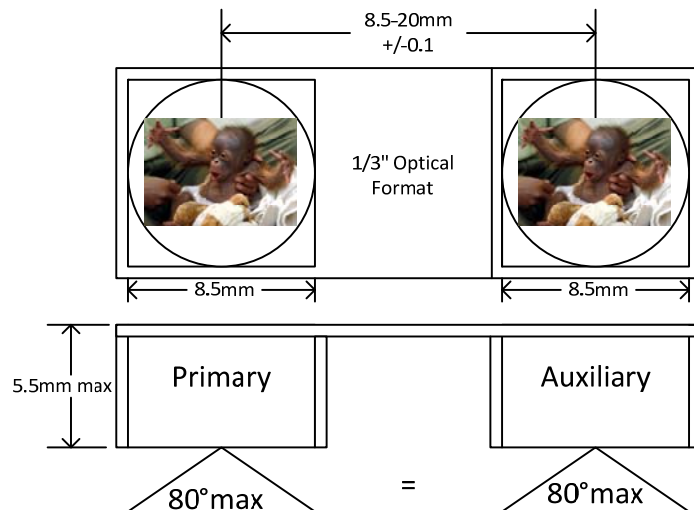 8.5-20mm
+/-0.1
1/3" Optical
Format
8.5mm
8.5mm
5.5mm max
Primary
Auxiliary
80°max
=
80°max